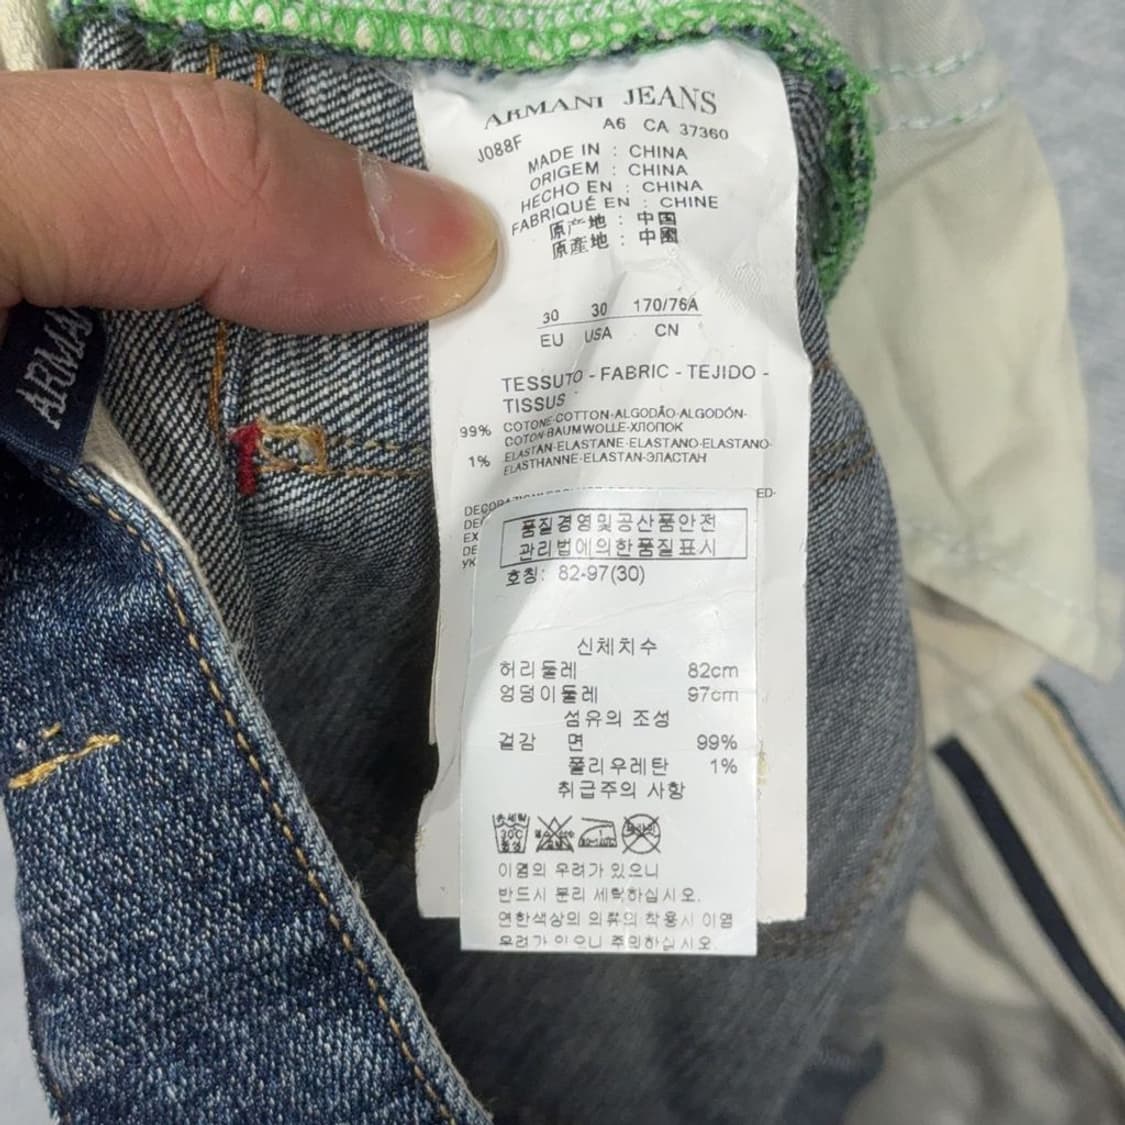 ARMANI JEANS
J088F A6 CA 37360
MADE IN : CHINA
ORIGEM : CHINA
HECHO EN : CHINA
FABRIQUÉ EN : CHINE
原产地 : 中国
原産地 : 中國
30 30 170/76A
EU USA CN
TESSUTO - FABRIC - TEJIDO -
TISSUS -
99% COTONE-COTTON-ALGODÃO-ALGODÓN-
COTON-BAUMWOLLE-ХЛОПОК
1% ELASTAN-ELASTANE-ELASTANO-ELASTANO-
ELASTHANNE-ELASTAN-ЭЛАСТАН
품질경영및공산품안전
관리법에의한품질표시
호칭: 82-97(30)
신체치수
허리둘레 82cm
엉덩이둘레 97cm
섬유의 조성
겉감 면 99%
폴리우레탄 1%
취급주의 사항
30℃
이염의 우려가 있으니
반드시 분리 세탁하십시오.
연한색상의 의류의 착용시 이염
우려가 있으니 주의하십시오.